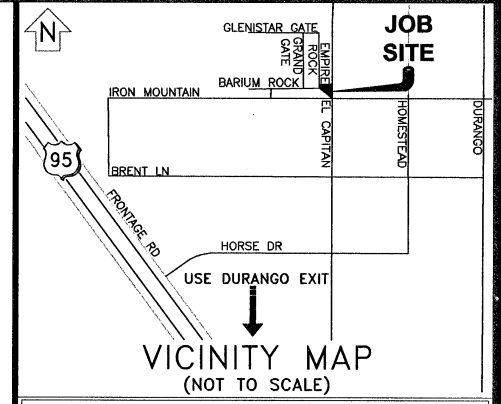 N
JOB
SITE
GLENISTAR GATE
GRAND
GATE
ROCK
EMPIRE
BARIUM ROCK
IRON MOUNTAIN
EL CAPITAN
HOMESTEAD
DURANGO
95
BRENT LN
FRONTAGE RD
HORSE DR
USE DURANGO EXIT
VICINITY MAP
(NOT TO SCALE)